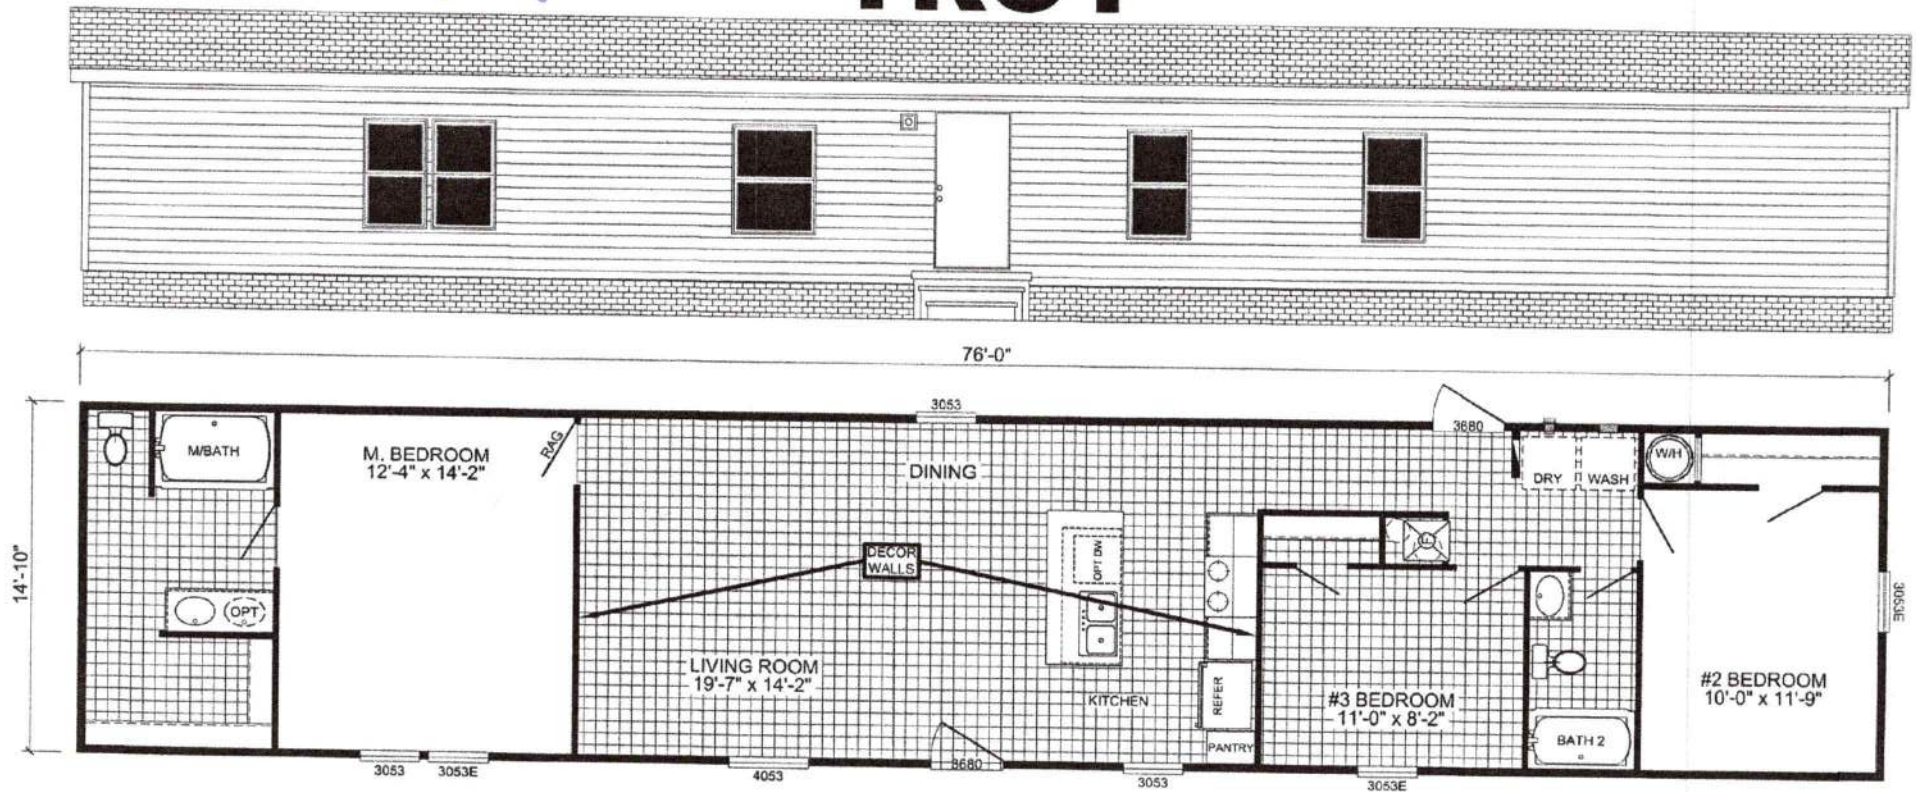 76'-0"
3053
3680
M/BATH
M. BEDROOM
12'-4" x 14'-2"
RAG
DINING
DRY
WASH
W/H
14'-10"
DECOR
WALLS
OPT DW
OPT
3053E
LIVING ROOM
19'-7" x 14'-2"
KITCHEN
REFER
#3 BEDROOM
11'-0" x 8'-2"
#2 BEDROOM
10'-0" x 11'-9"
PANTRY
BATH 2
3053
3053E
4053
3680
3053
3053E